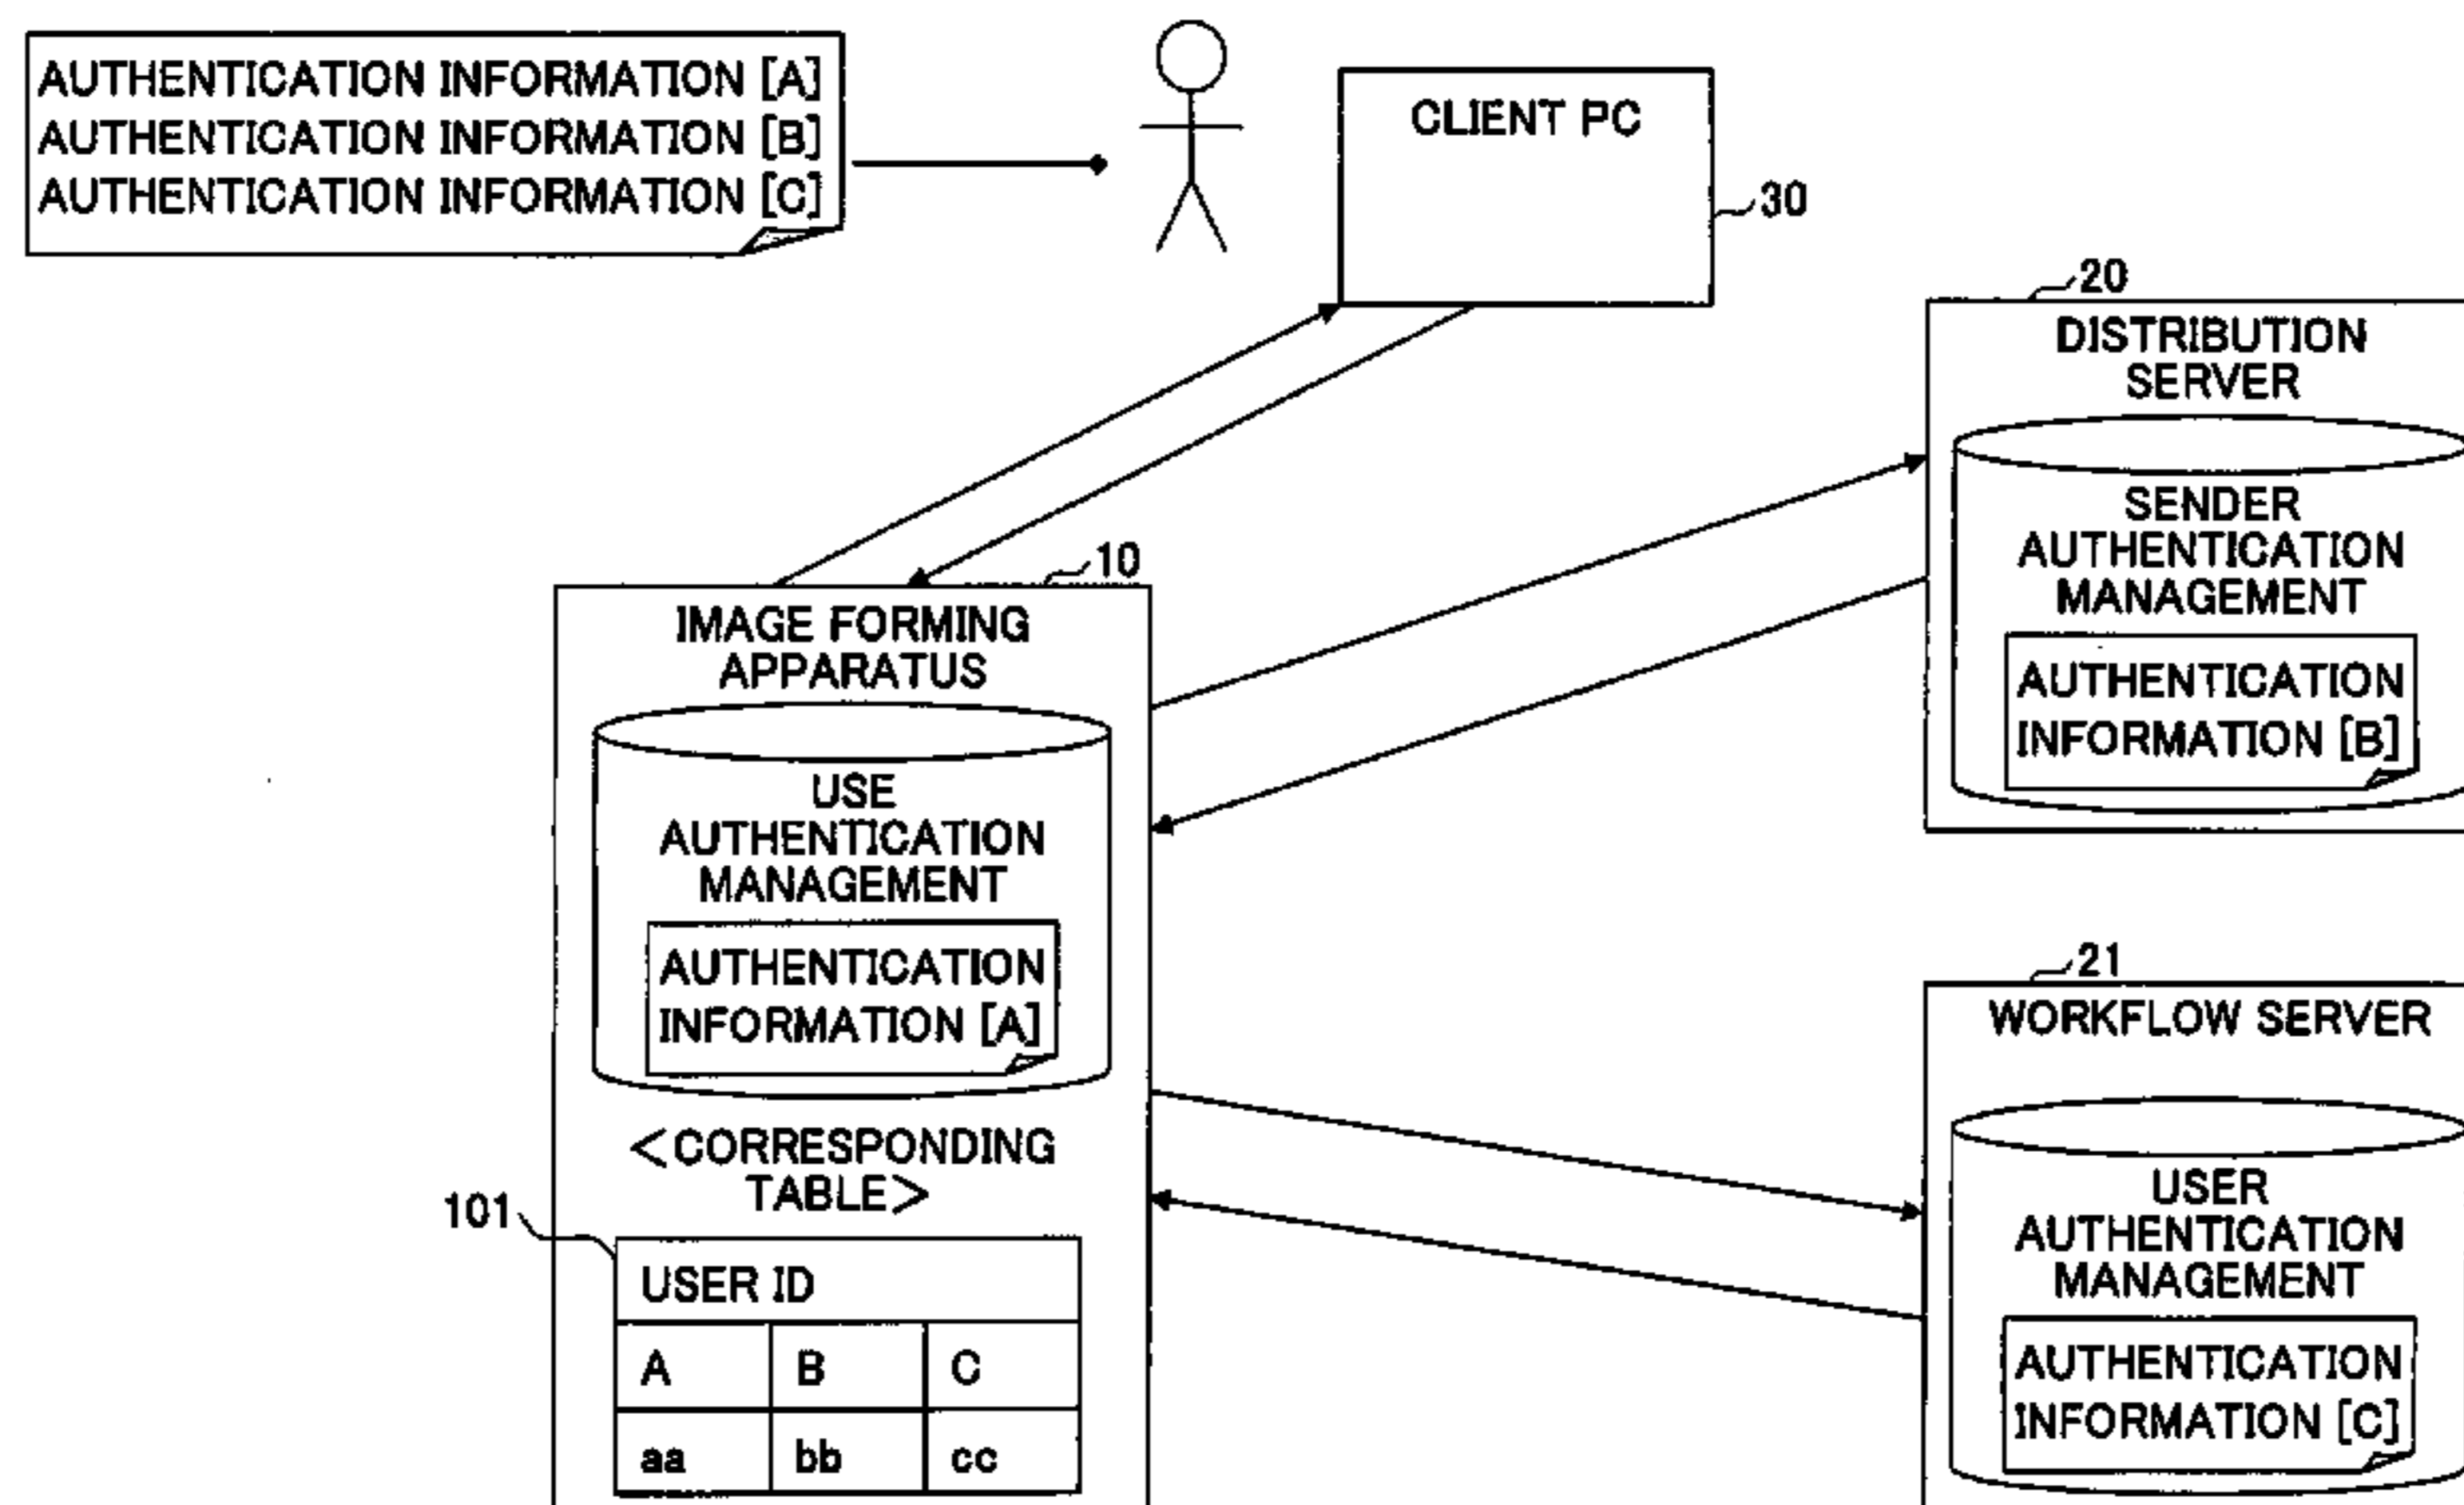 AUTHENTICATION INFORMATION [A]
AUTHENTICATION INFORMATION [B]
AUTHENTICATION INFORMATION [C]
CLIENT PC
30
20
DISTRIBUTION
SERVER
SENDER
AUTHENTICATION
MANAGEMENT
AUTHENTICATION
INFORMATION [B]
10
IMAGE FORMING
APPARATUS
USE
AUTHENTICATION
MANAGEMENT
AUTHENTICATION
INFORMATION [A]
<CORRESPONDING
TABLE>
101
USER ID
A B C
aa bb cc
21
WORKFLOW SERVER
USER
AUTHENTICATION
MANAGEMENT
AUTHENTICATION
INFORMATION [C]